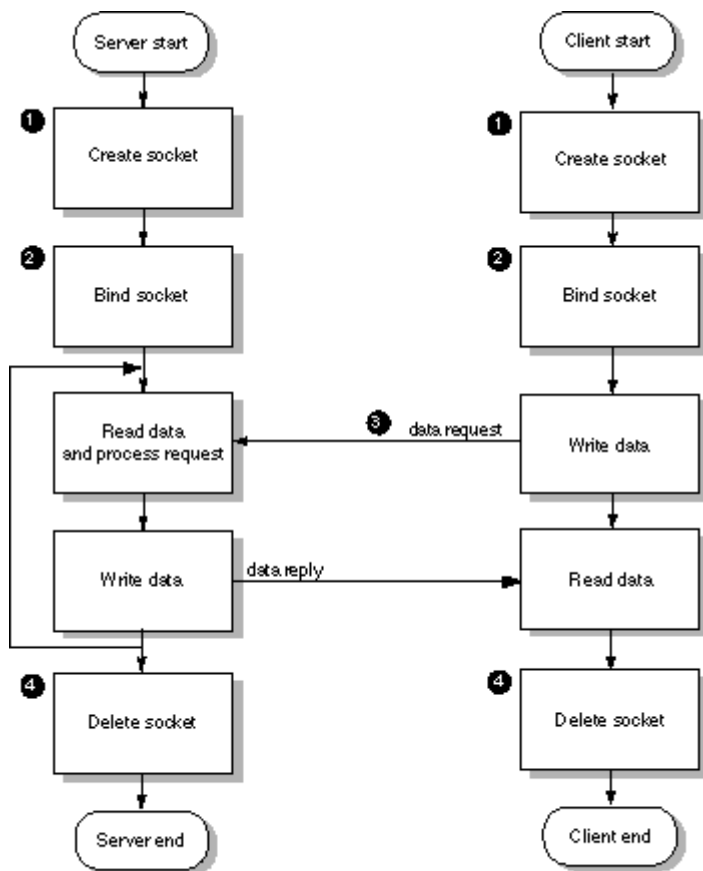 Server start
Client start
1
Create socket
1
Create socket
2
Bind socket
2
Bind socket
Read data
and process request
3
data request
Write data
Write data
data reply
Read data
4
Delete socket
4
Delete socket
Server end
Client end